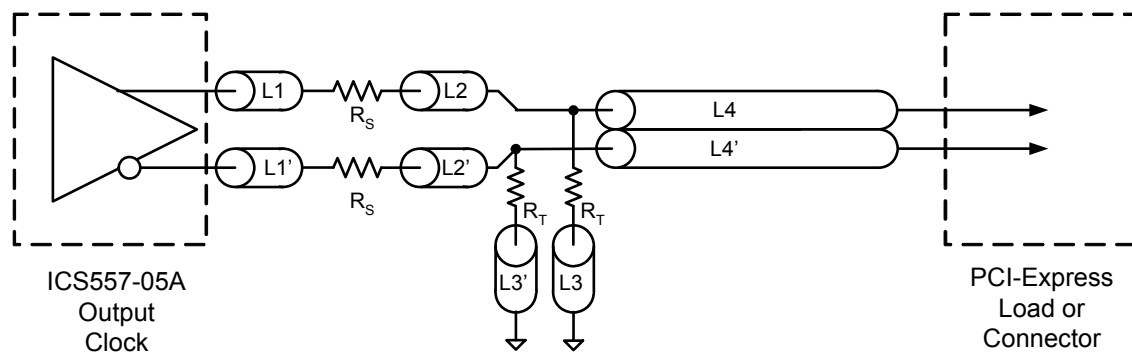 L1
R_S
L2
L4
L1’
R_S
L2’
L4’
R_T
R_T
L3’
L3
ICS557-05A
Output
Clock
PCI-Express
Load or
Connector